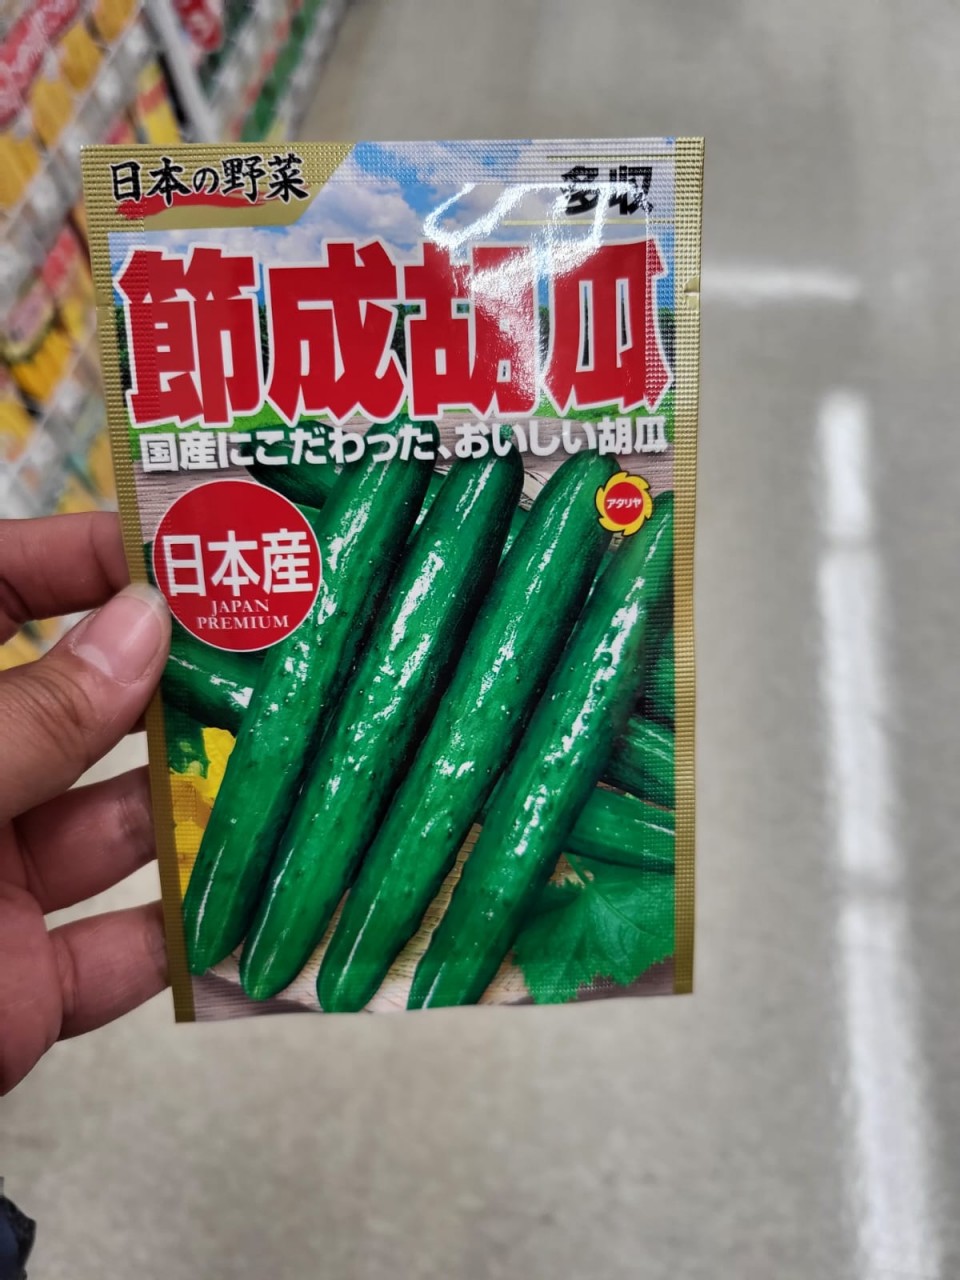 日本の野菜
多収
節成胡瓜
国産にこだわった、おいしい胡瓜
アタリヤ
日本産
JAPAN
PREMIUM